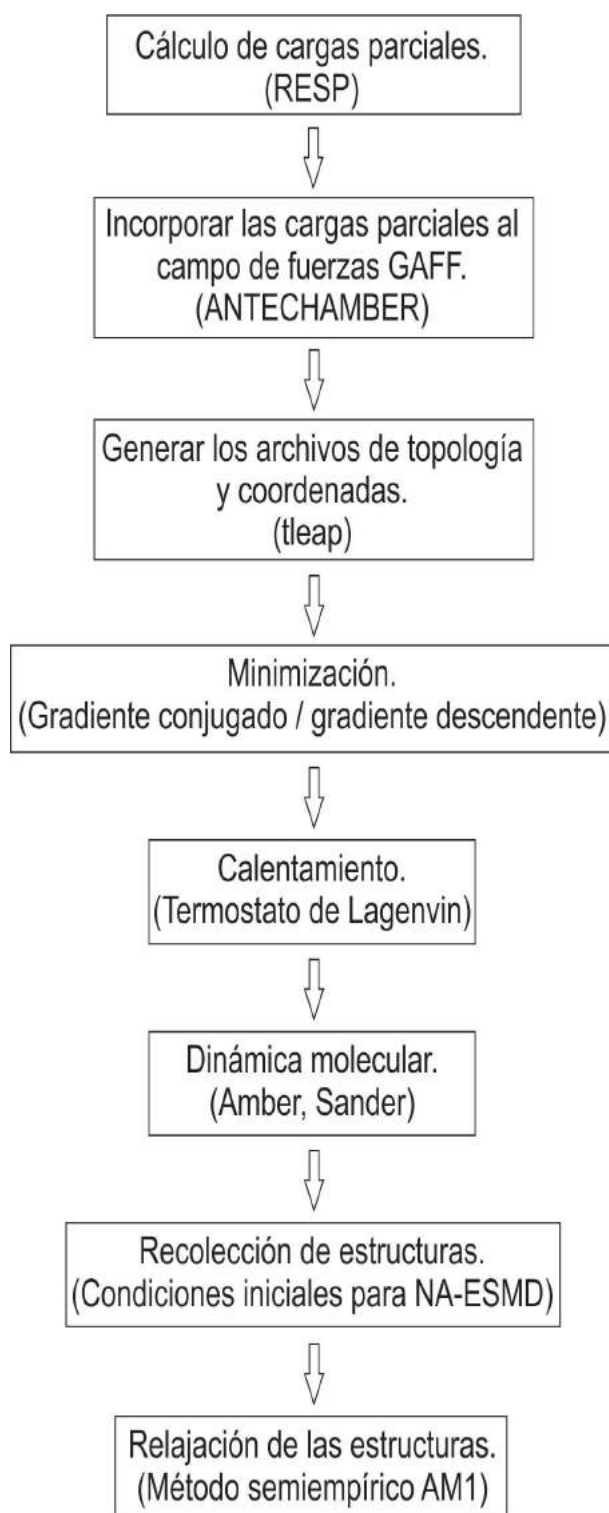 Cálculo de cargas parciales.
(RESP)
Incorporar las cargas parciales al
campo de fuerzas GAFF.
(ANTECHAMBER)
Generar los archivos de topología
y coordenadas.
(tleap)
Minimización.
(Gradiente conjugado / gradiente descendente)
Calentamiento.
(Termostato de Lagenvin)
Dinámica molecular.
(Amber, Sander)
Recolección de estructuras.
(Condiciones iniciales para NA-ESMD)
Relajación de las estructuras.
(Método semiempírico AM1)